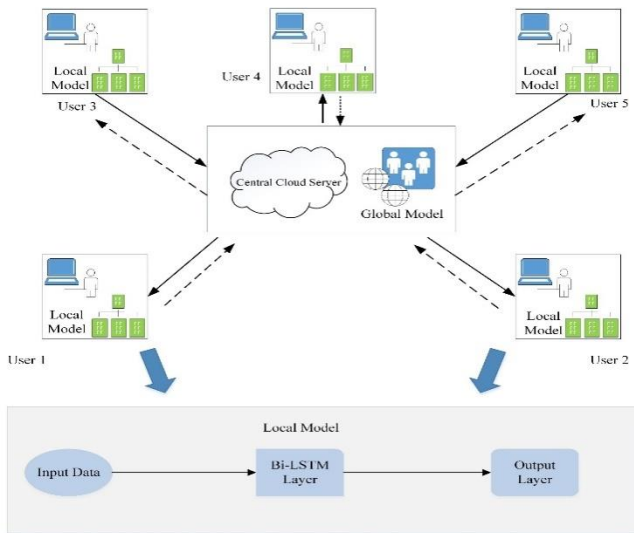 Local
Model
User 3
User 4
Local
Model
Local
Model
User 5
Central Cloud Server
Global Model
Local
Model
User 1
Local
Model
User 2
Local Model
Input Data
Bi-LSTM
Layer
Output
Layer